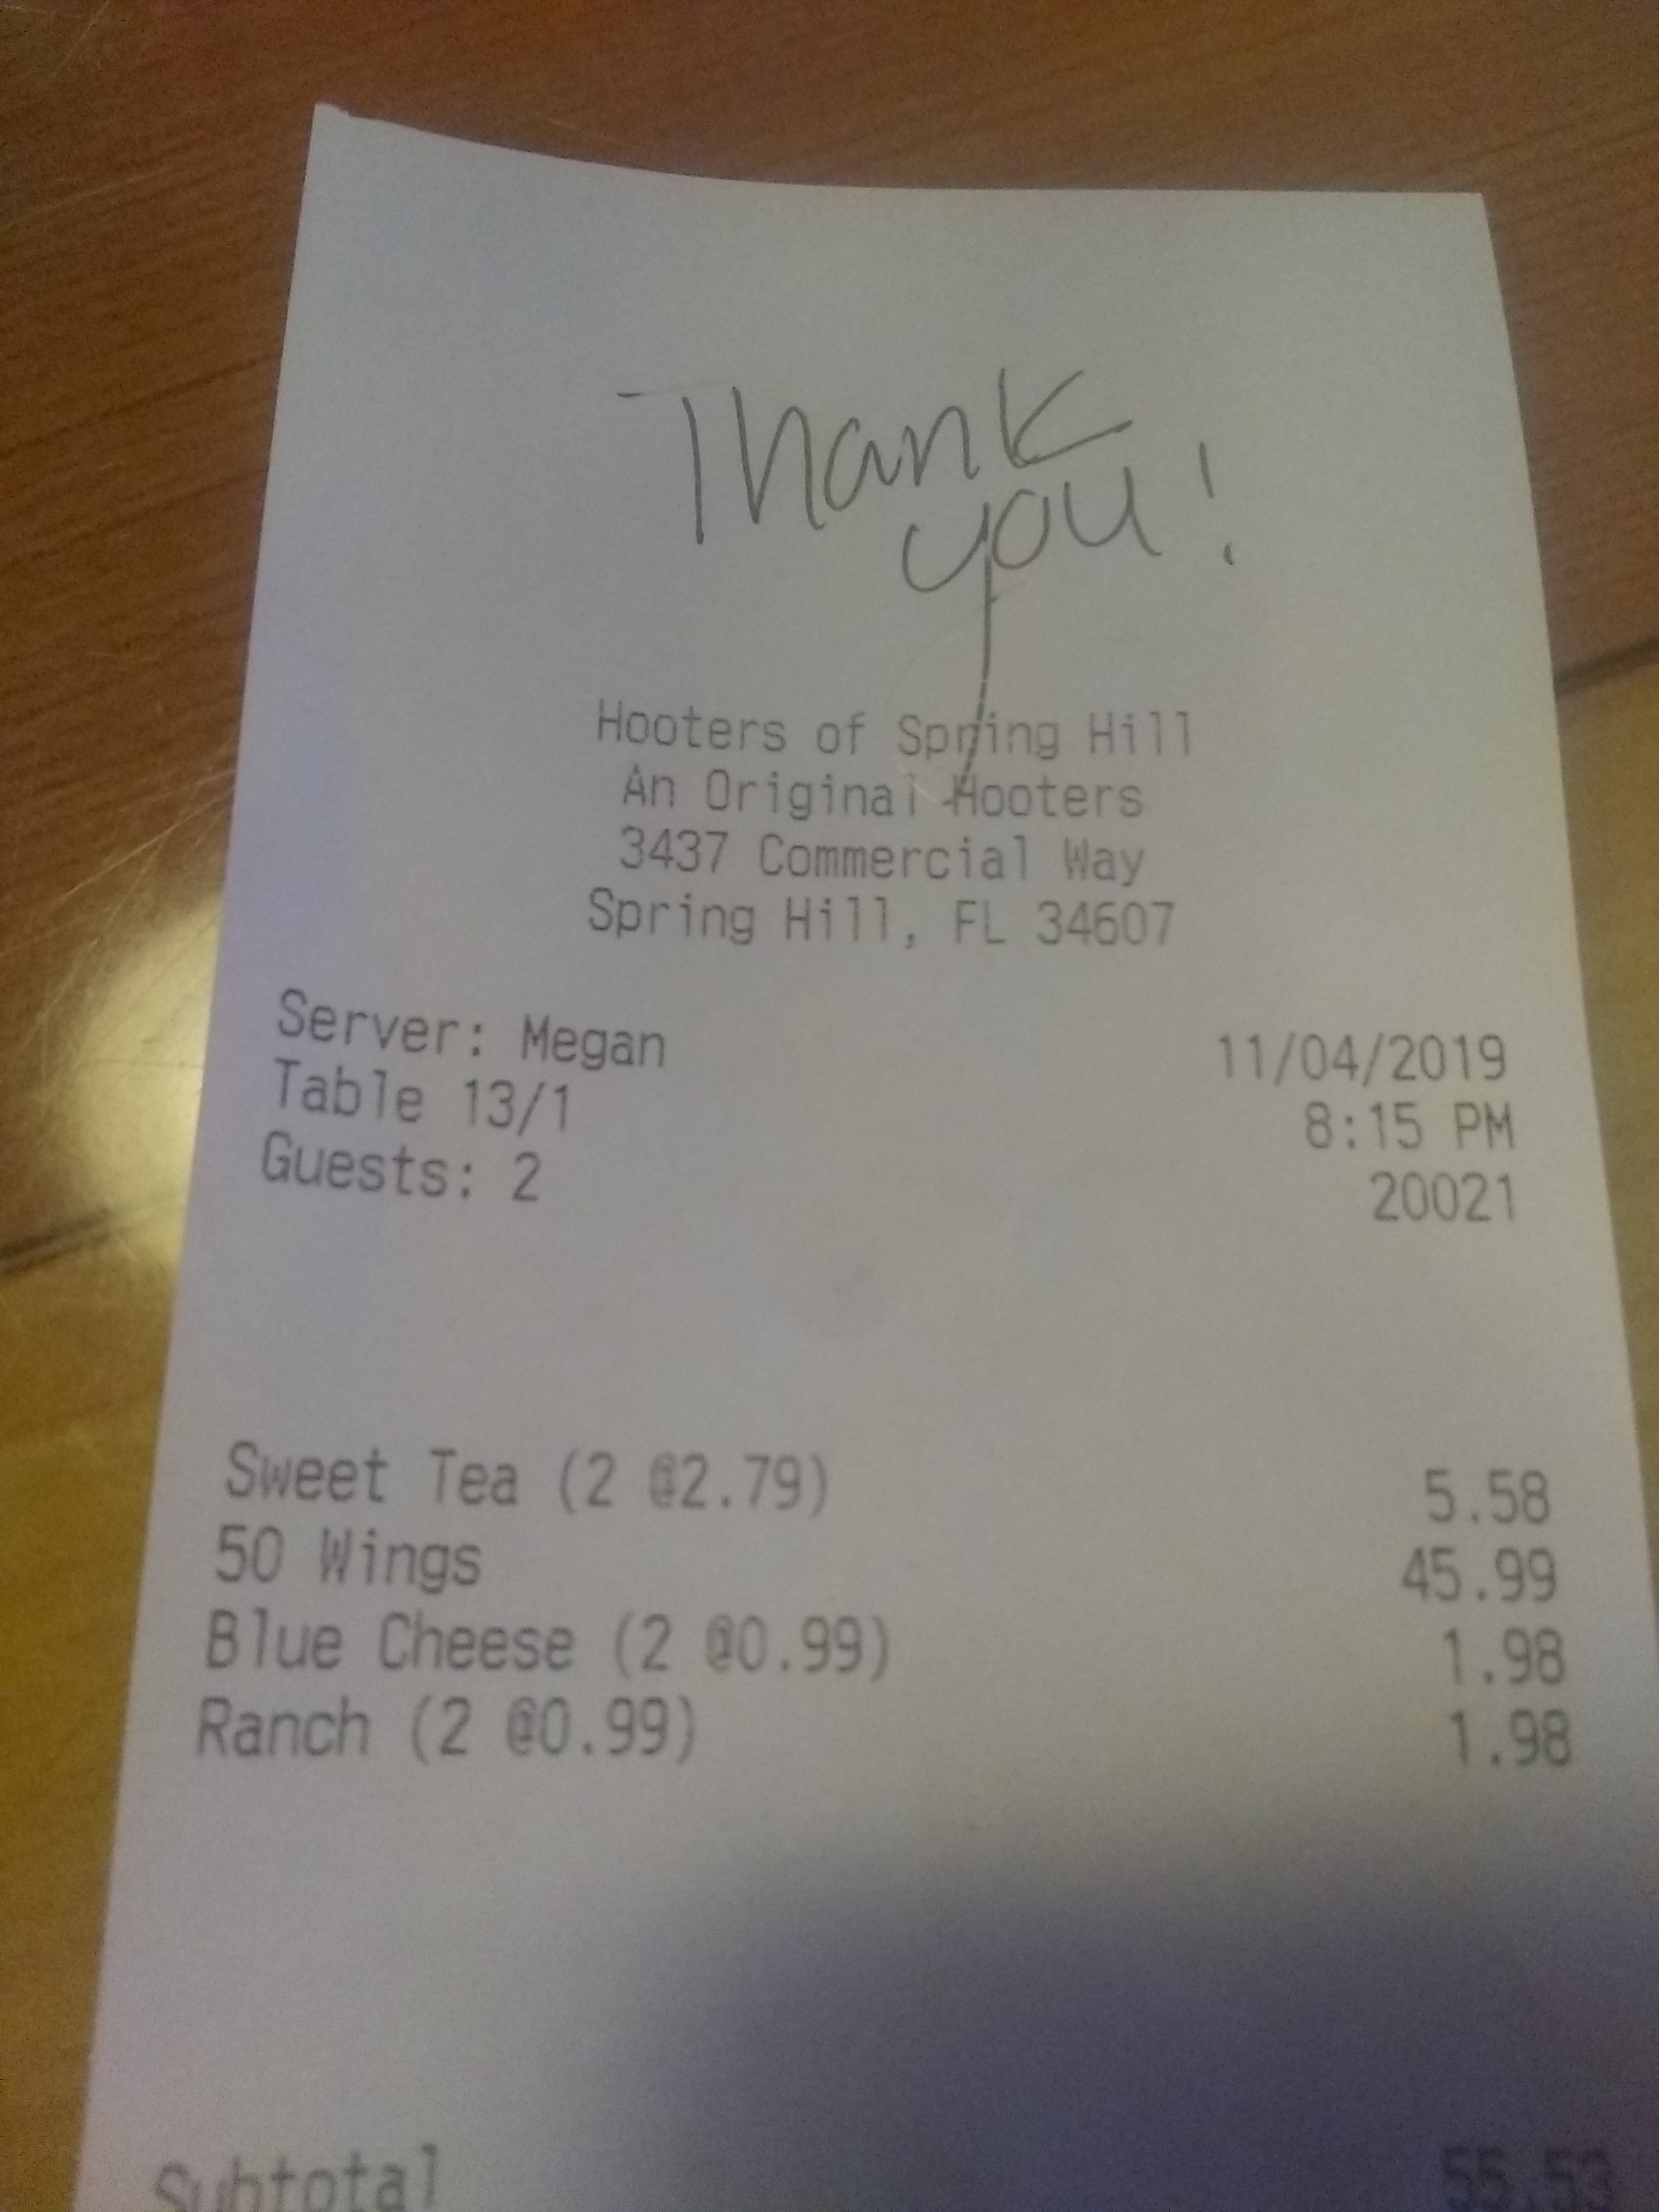 Thank
you!
Hooters of Spring Hill
An Original Hooters
3437 Commercial Way
Spring Hill, FL 34607
Server: Megan 11/04/2019
Table 13/1 8:15 PM
Guests: 2 20021
Sweet Tea (2 @2.79) 5.58
50 Wings 45.99
Blue Cheese (2 @0.99) 1.98
Ranch (2 @0.99) 1.98
Subtotal 55.53